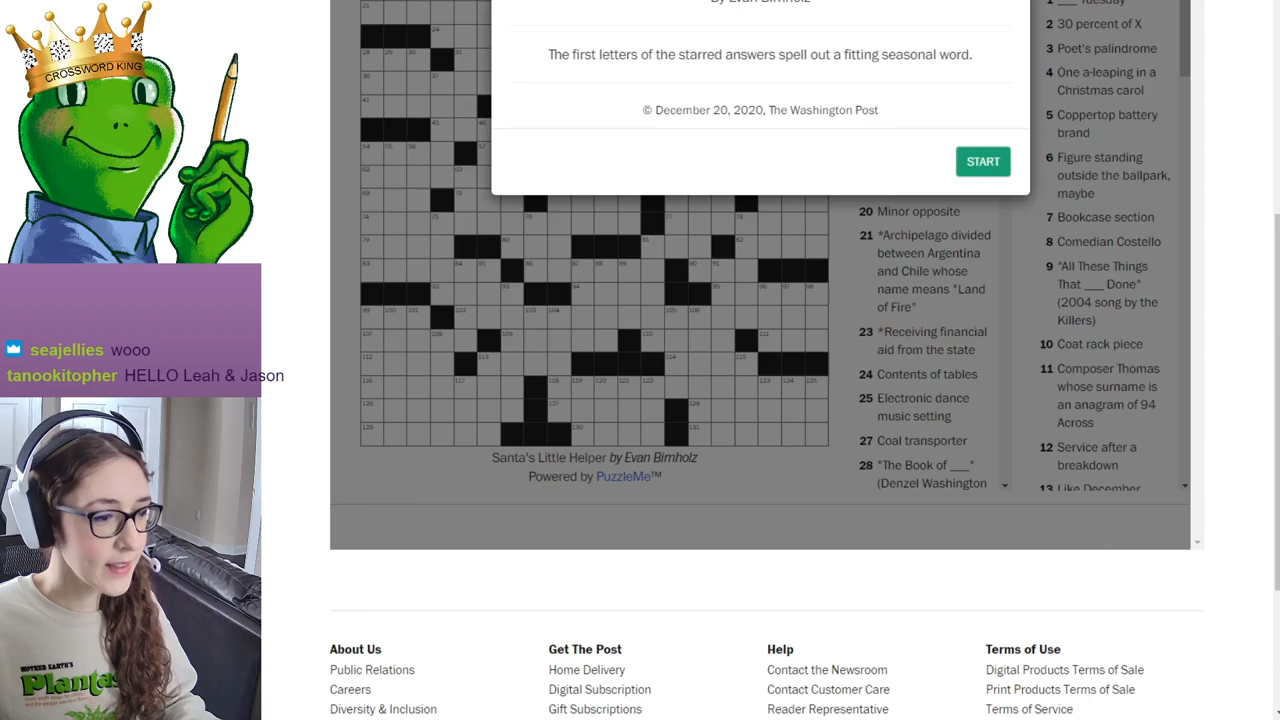 CROSSWORD KING
seajellies wooo
tanookitopher HELLO Leah & Jason
MOTHER EARTH'S
Plantas
By Evan Birnholz
The first letters of the starred answers spell out a fitting seasonal word.
© December 20, 2020, The Washington Post
START
Santa's Little Helper by Evan Birnholz
Powered by PuzzleMe™
20 Minor opposite
21 *Archipelago divided
between Argentina
and Chile whose
name means "Land
of Fire"
23 *Receiving financial
aid from the state
24 Contents of tables
25 Electronic dance
music setting
27 Coal transporter
28 "The Book of ___"
(Denzel Washington
1 ___ Tuesday
2 30 percent of X
3 Poet's palindrome
4 One a-leaping in a
Christmas carol
5 Coppertop battery
brand
6 Figure standing
outside the ballpark,
maybe
7 Bookcase section
8 Comedian Costello
9 "All These Things
That ___ Done"
(2004 song by the
Killers)
10 Coat rack piece
11 Composer Thomas
whose surname is
an anagram of 94
Across
12 Service after a
breakdown
13 Like December
About Us
Public Relations
Careers
Diversity & Inclusion
Get The Post
Home Delivery
Digital Subscription
Gift Subscriptions
Help
Contact the Newsroom
Contact Customer Care
Reader Representative
Terms of Use
Digital Products Terms of Sale
Print Products Terms of Sale
Terms of Service